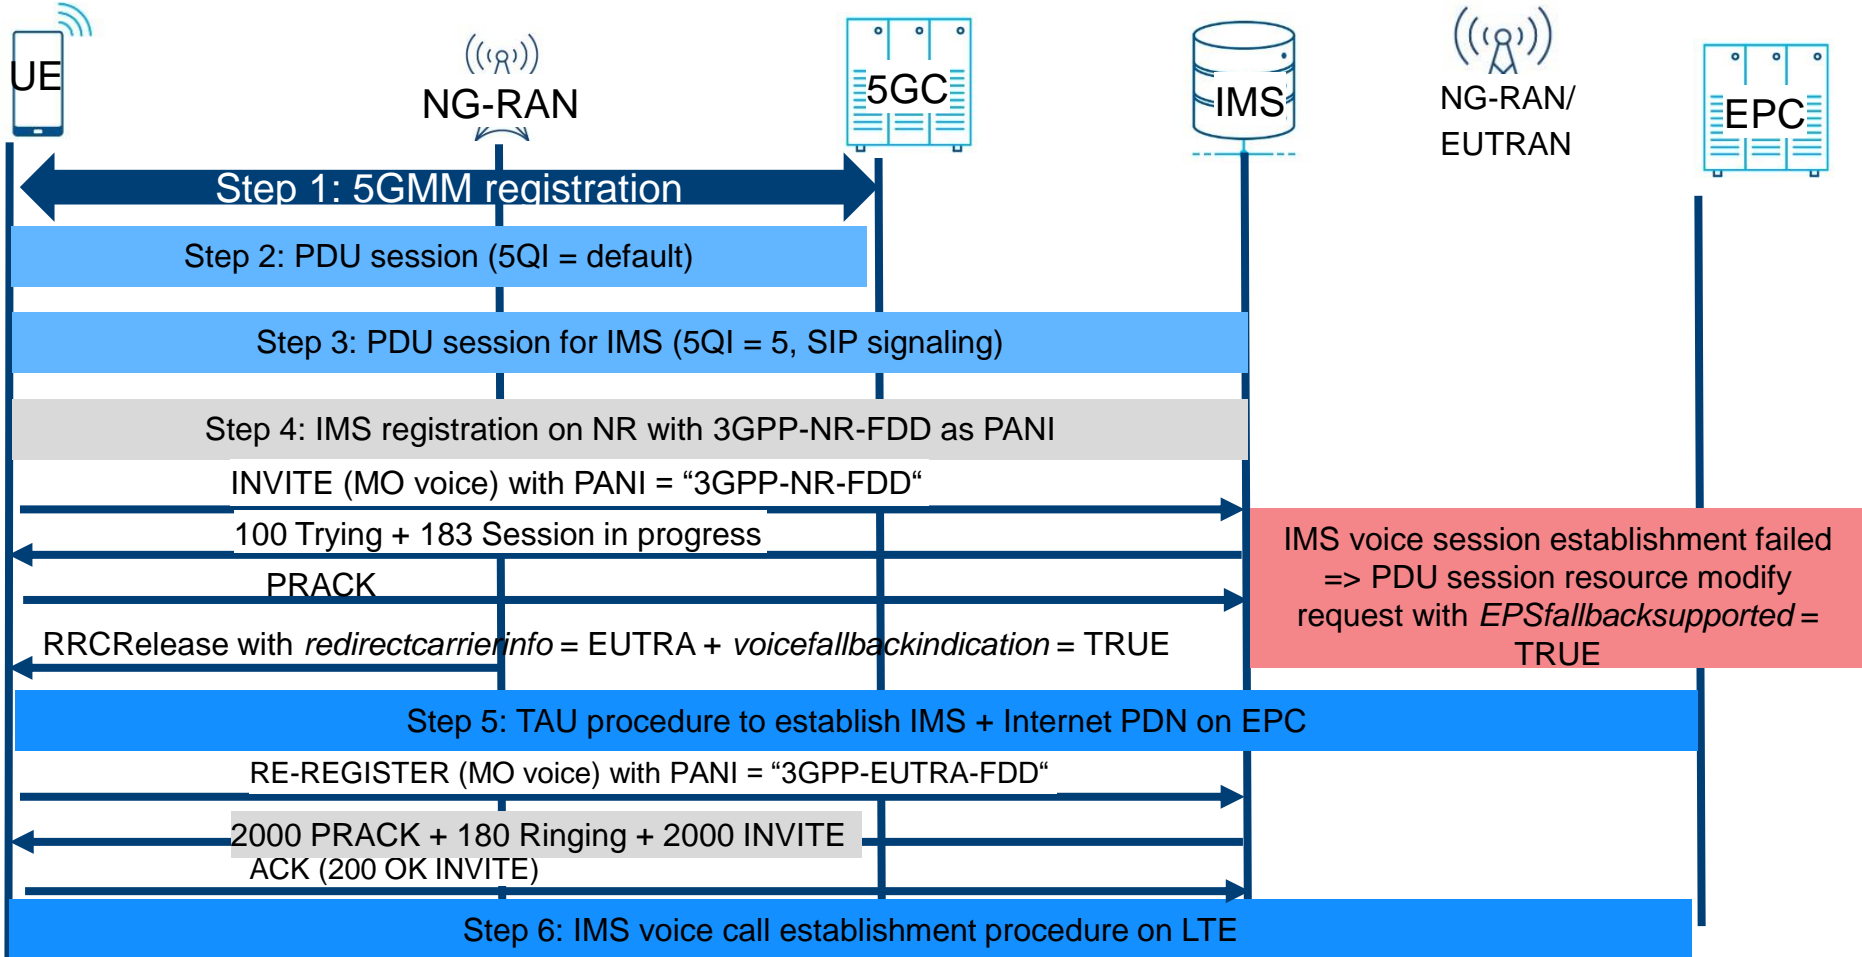 UE
NG-RAN
5GC
IMS
NG-RAN/
EUTRAN
EPC
Step 1: 5GMM registration
Step 2: PDU session (5QI = default)
Step 3: PDU session for IMS (5QI = 5, SIP signaling)
Step 4: IMS registration on NR with 3GPP-NR-FDD as PANI
INVITE (MO voice) with PANI = “3GPP-NR-FDD“
100 Trying + 183 Session in progress
PRACK
IMS voice session establishment failed
=> PDU session resource modify
request with EPSfallbacksupported =
TRUE
RRCRelease with redirectcarrierinfo = EUTRA + voicefallbackindication = TRUE
Step 5: TAU procedure to establish IMS + Internet PDN on EPC
RE-REGISTER (MO voice) with PANI = “3GPP-EUTRA-FDD“
2000 PRACK + 180 Ringing + 2000 INVITE
ACK (200 OK INVITE)
Step 6: IMS voice call establishment procedure on LTE